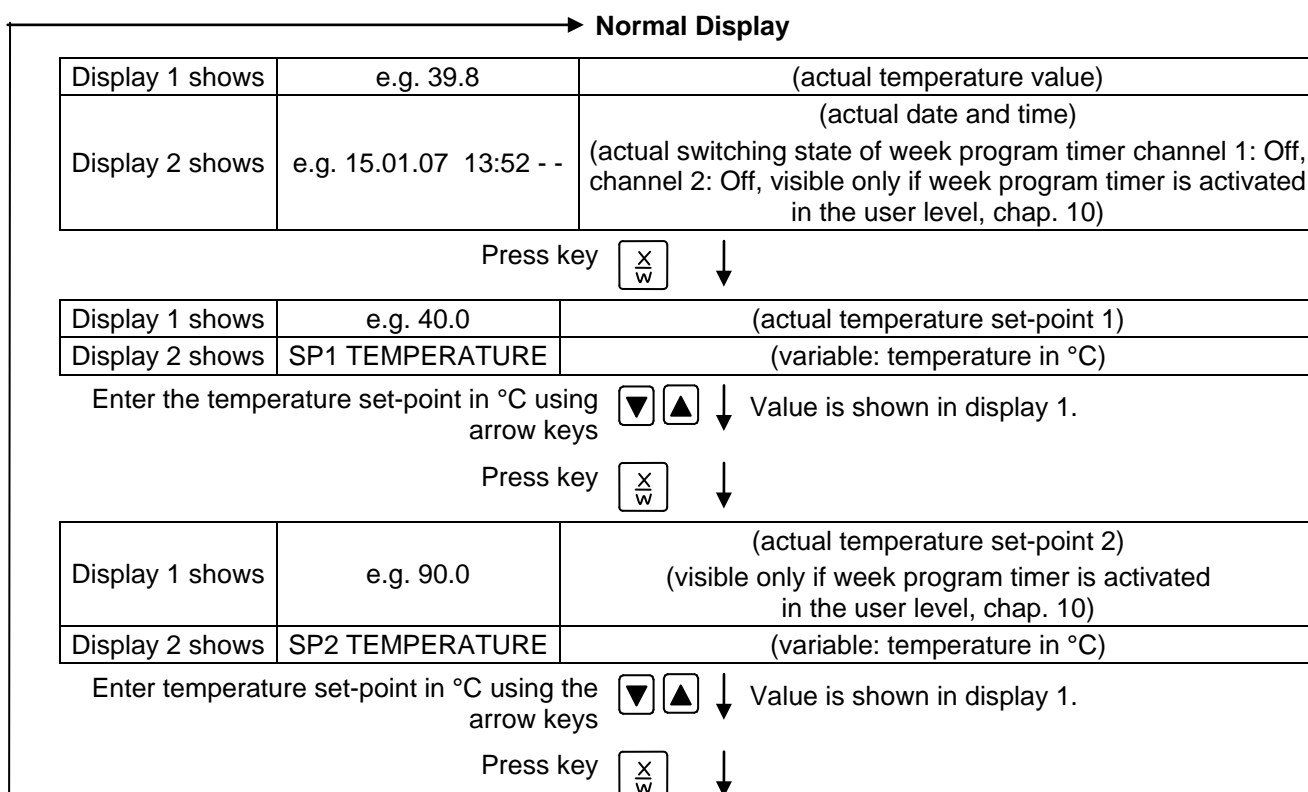 Normal Display
Display 1 shows e.g. 39.8 (actual temperature value)
(actual date and time)
Display 2 shows e.g. 15.01.07 13:52 - - (actual switching state of week program timer channel 1: Off,
channel 2: Off, visible only if week program timer is activated
in the user level, chap. 10)
Press key X W
Display 1 shows e.g. 40.0 (actual temperature set-point 1)
Display 2 shows SP1 TEMPERATURE (variable: temperature in °C)
Enter the temperature set-point in °C using ▼ ▲ Value is shown in display 1.
arrow keys
Press key X W
(actual temperature set-point 2)
Display 1 shows e.g. 90.0 (visible only if week program timer is activated
in the user level, chap. 10)
Display 2 shows SP2 TEMPERATURE (variable: temperature in °C)
Enter temperature set-point in °C using the ▼ ▲ Value is shown in display 1.
arrow keys
Press key X W